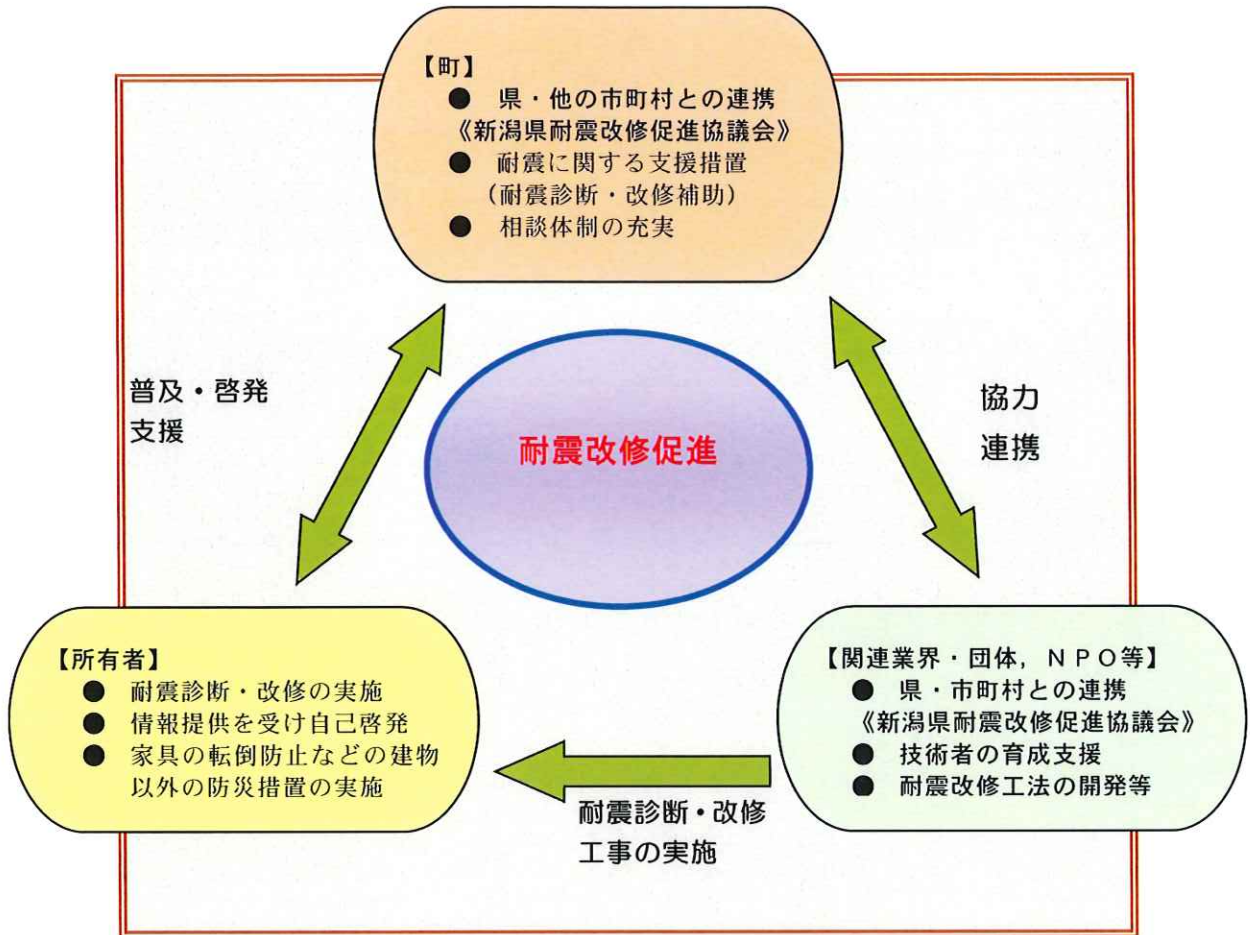 【町】
● 県・他の市町村との連携
《新潟県耐震改修促進協議会》
● 耐震に関する支援措置
(耐震診断・改修補助)
● 相談体制の充実
普及・啓発
支援
耐震改修促進
協力
連携
【所有者】
● 耐震診断・改修の実施
● 情報提供を受け自己啓発
● 家具の転倒防止などの建物
以外の防災措置の実施
【関連業界・団体，NPO等】
● 県・市町村との連携
《新潟県耐震改修促進協議会》
● 技術者の育成支援
● 耐震改修工法の開発等
耐震診断・改修
工事の実施